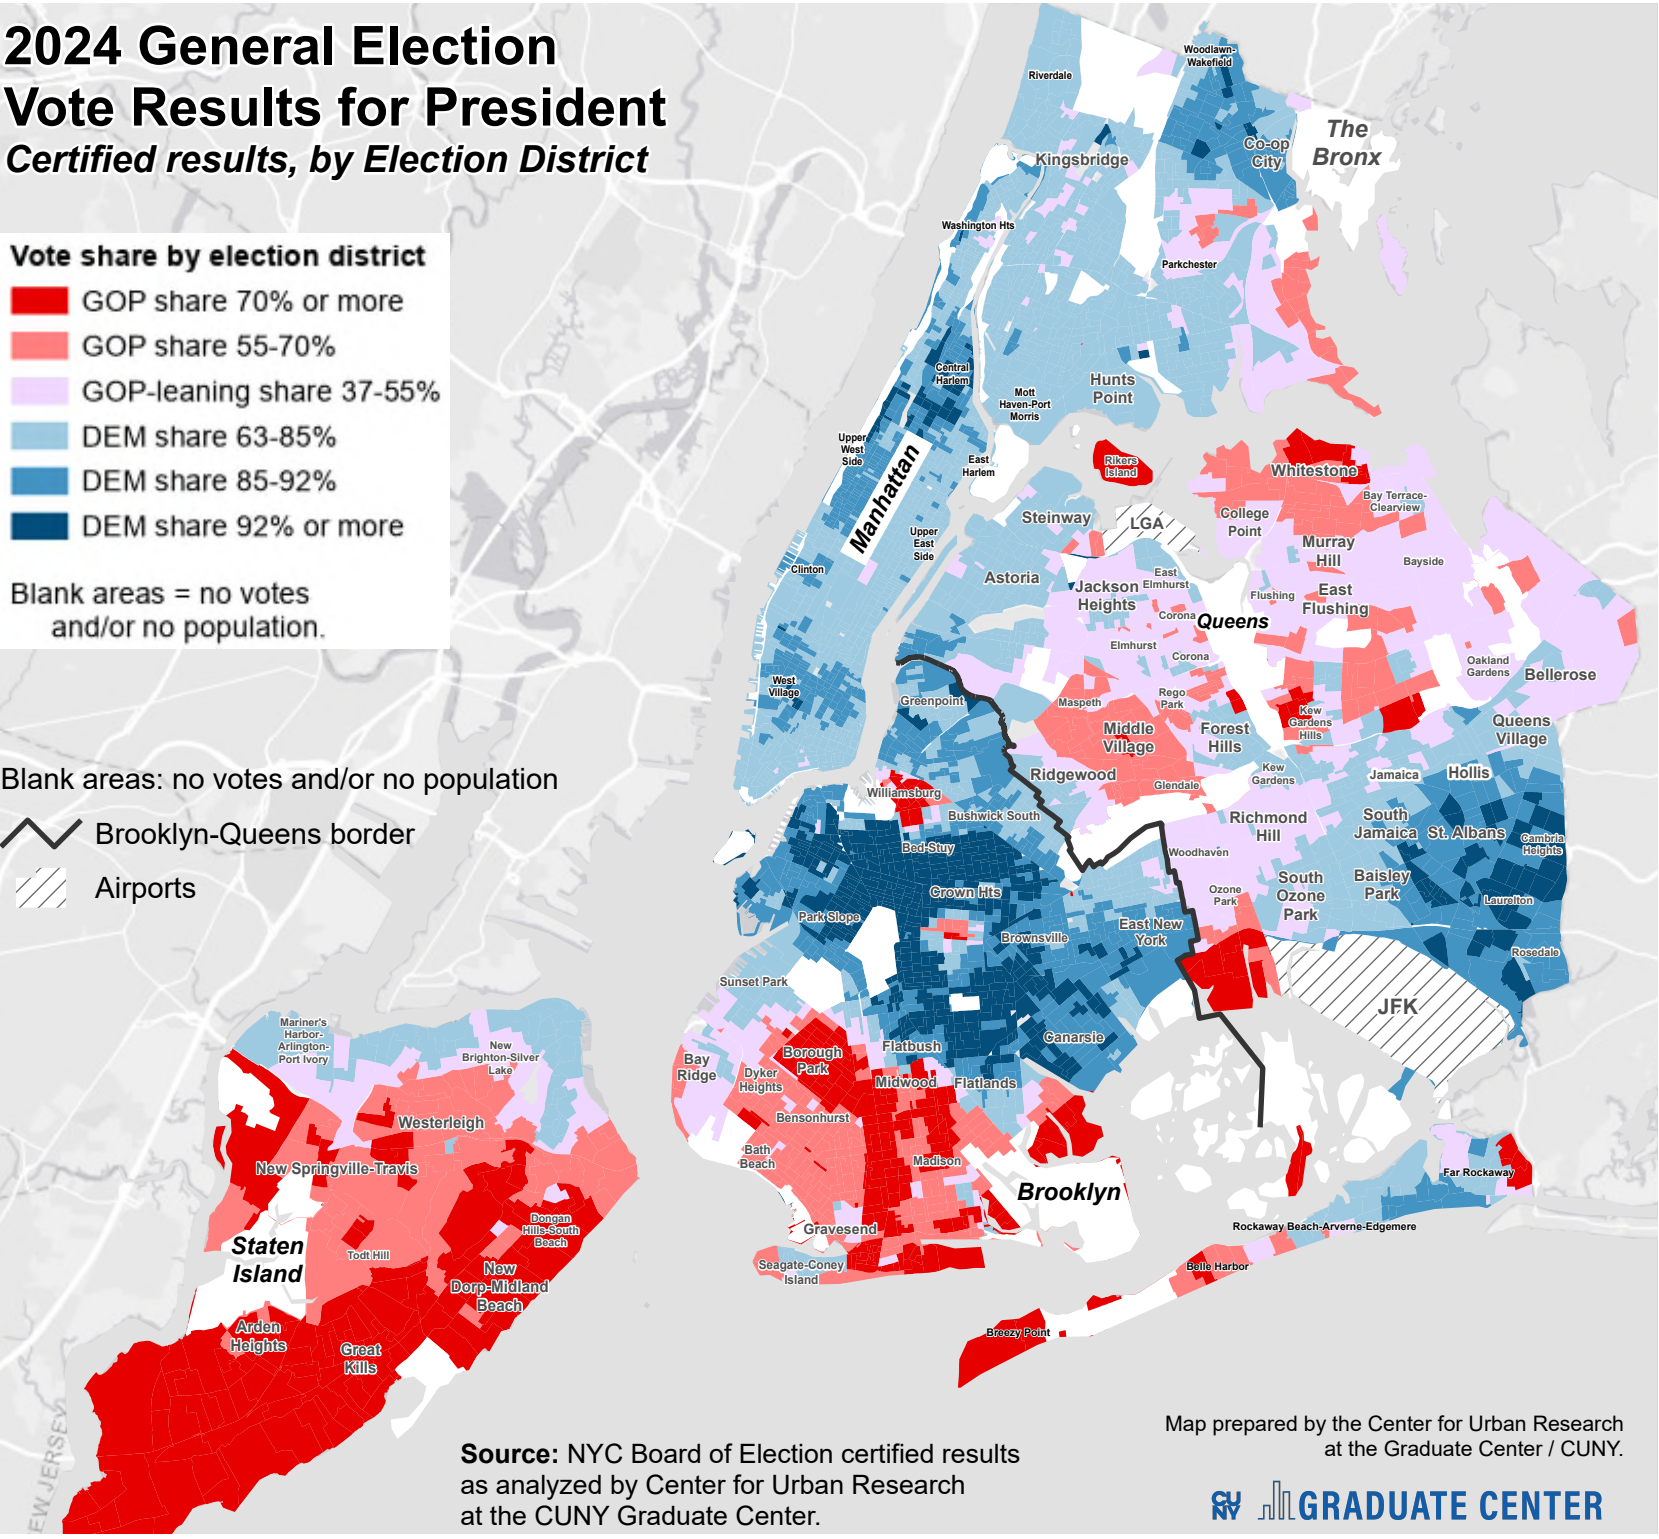 2024 General Election
Vote Results for President
Certified results, by Election District
Vote share by election district
GOP share 70% or more
GOP share 55-70%
GOP-leaning share 37-55%
DEM share 63-85%
DEM share 85-92%
DEM share 92% or more
Blank areas = no votes
and/or no population.
Blank areas: no votes and/or no population
Brooklyn-Queens border
Airports
Woodlawn-
Wakefield
Riverdale
The
Bronx
Co-op
City
Kingsbridge
Washington Hts
Parkchester
Central
Harlem
Mott
Haven-Port
Morris
Hunts
Point
Upper
West
Side
East
Harlem
Manhattan
Rikers
Island
Whitestone
Bay Terrace-
Clearview
Steinway
LGA
College
Point
Upper
East
Side
Murray
Hill
Bayside
Clinton
Astoria
East
Elmhurst
Jackson
Heights
Flushing
East
Flushing
Corona
Queens
Elmhurst
Corona
Oakland
Gardens
Bellerose
West
Village
Greenpoint
Maspeth
Rego
Park
Kew
Gardens
Hills
Middle
Village
Forest
Hills
Queens
Village
Ridgewood
Glendale
Kew
Gardens
Jamaica
Hollis
Williamsburg
Bushwick South
Richmond
Hill
South
Jamaica
St. Albans
Cambria
Heights
Bed-Stuy
Woodhaven
Crown Hts
Ozone
Park
South
Ozone
Park
Baisley
Park
Laurelton
Park Slope
East New
York
Brownsville
Rosedale
Sunset Park
JFK
Mariner's
Harbor-
Arlington-
Port Ivory
New
Brighton-Silver
Lake
Bay
Ridge
Borough
Park
Flatbush
Canarsie
Dyker
Heights
Midwood
Flatlands
Westerleigh
Bensonhurst
New Springville-Travis
Bath
Beach
Madison
Far Rockaway
Brooklyn
Dongan
Hills-South
Beach
Gravesend
Rockaway Beach-Arverne-Edgemere
Staten
Island
Todt Hill
Seagate-Coney
Island
Belle Harbor
New
Dorp-Midland
Beach
Breezy Point
Arden
Heights
Great
Kills
EW JERSEY
Source: NYC Board of Election certified results
as analyzed by Center for Urban Research
at the CUNY Graduate Center.
Map prepared by the Center for Urban Research
at the Graduate Center / CUNY.
CU
NY
GRADUATE CENTER